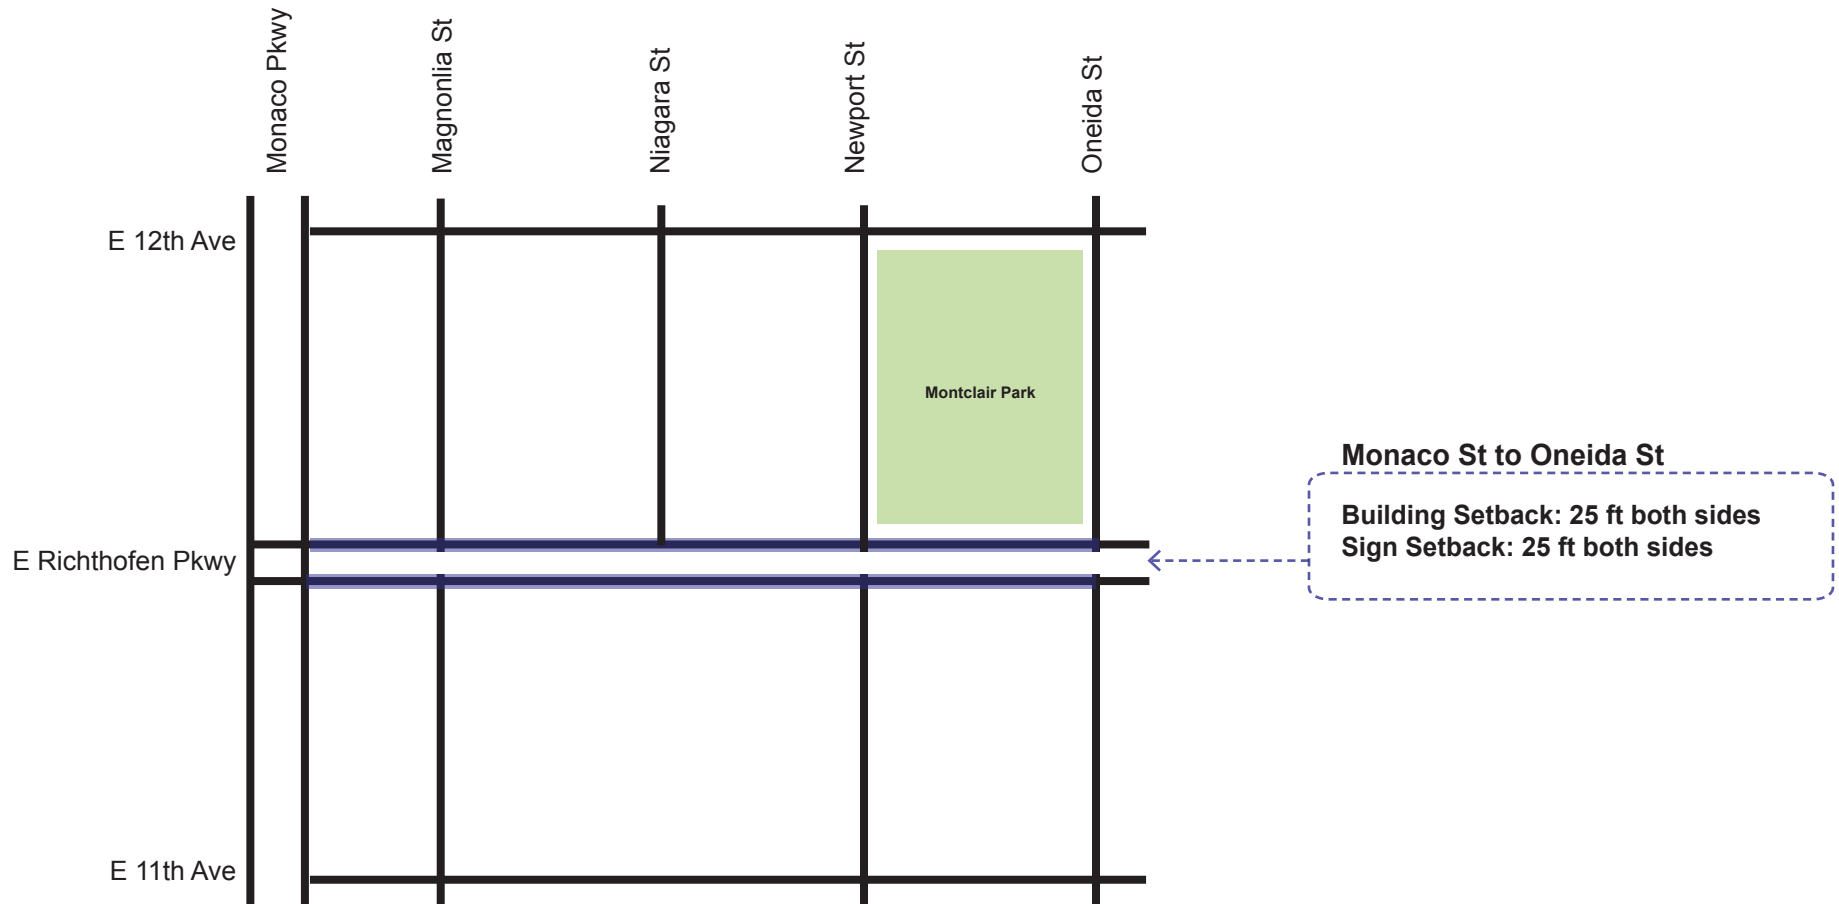 Monaco Pkwy
Magnonlia St
Niagara St
Newport St
Oneida St
E 12th Ave
Montclair Park
Monaco St to Oneida St
Building Setback: 25 ft both sides
Sign Setback: 25 ft both sides
E Richthofen Pkwy
E 11th Ave